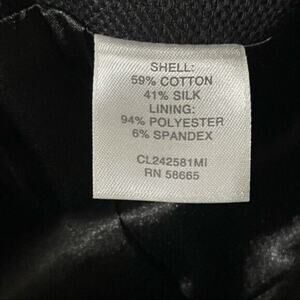 SHELL:
59% COTTON
41% SILK
LINING:
94% POLYESTER
6% SPANDEX
CL242581MI
RN 58665